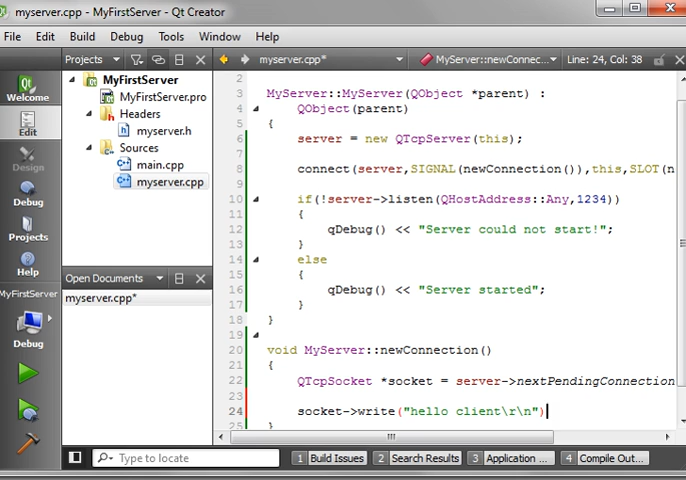 myserver.cpp* - MyFirstServer - Qt Creator
File Edit Build Debug Tools Window Help
Projects myserver.cpp* MyServer::newConnec... Line: 24, Col: 38
Welcome
Edit
Design
Debug
Projects
Help
MyFirstServer
Debug
MyFirstServer
MyFirstServer.pro
Headers
myserver.h
Sources
main.cpp
myserver.cpp
Open Documents
myserver.cpp*
2
3 MyServer::MyServer(QObject *parent) :
4 QObject(parent)
5 {
6 server = new QTcpServer(this);
7
8 connect(server,SIGNAL(newConnection()),this,SLOT(n
9
10 if(!server->listen(QHostAddress::Any,1234))
11 {
12 qDebug() << "Server could not start!";
13 }
14 else
15 {
16 qDebug() << "Server started";
17 }
18 }
19
20 void MyServer::newConnection()
21 {
22 QTcpSocket *socket = server->nextPendingConnection
23
24 socket->write("hello client\r\n")
25 }
Type to locate 1 Build Issues 2 Search Results 3 Application ... 4 Compile Out...